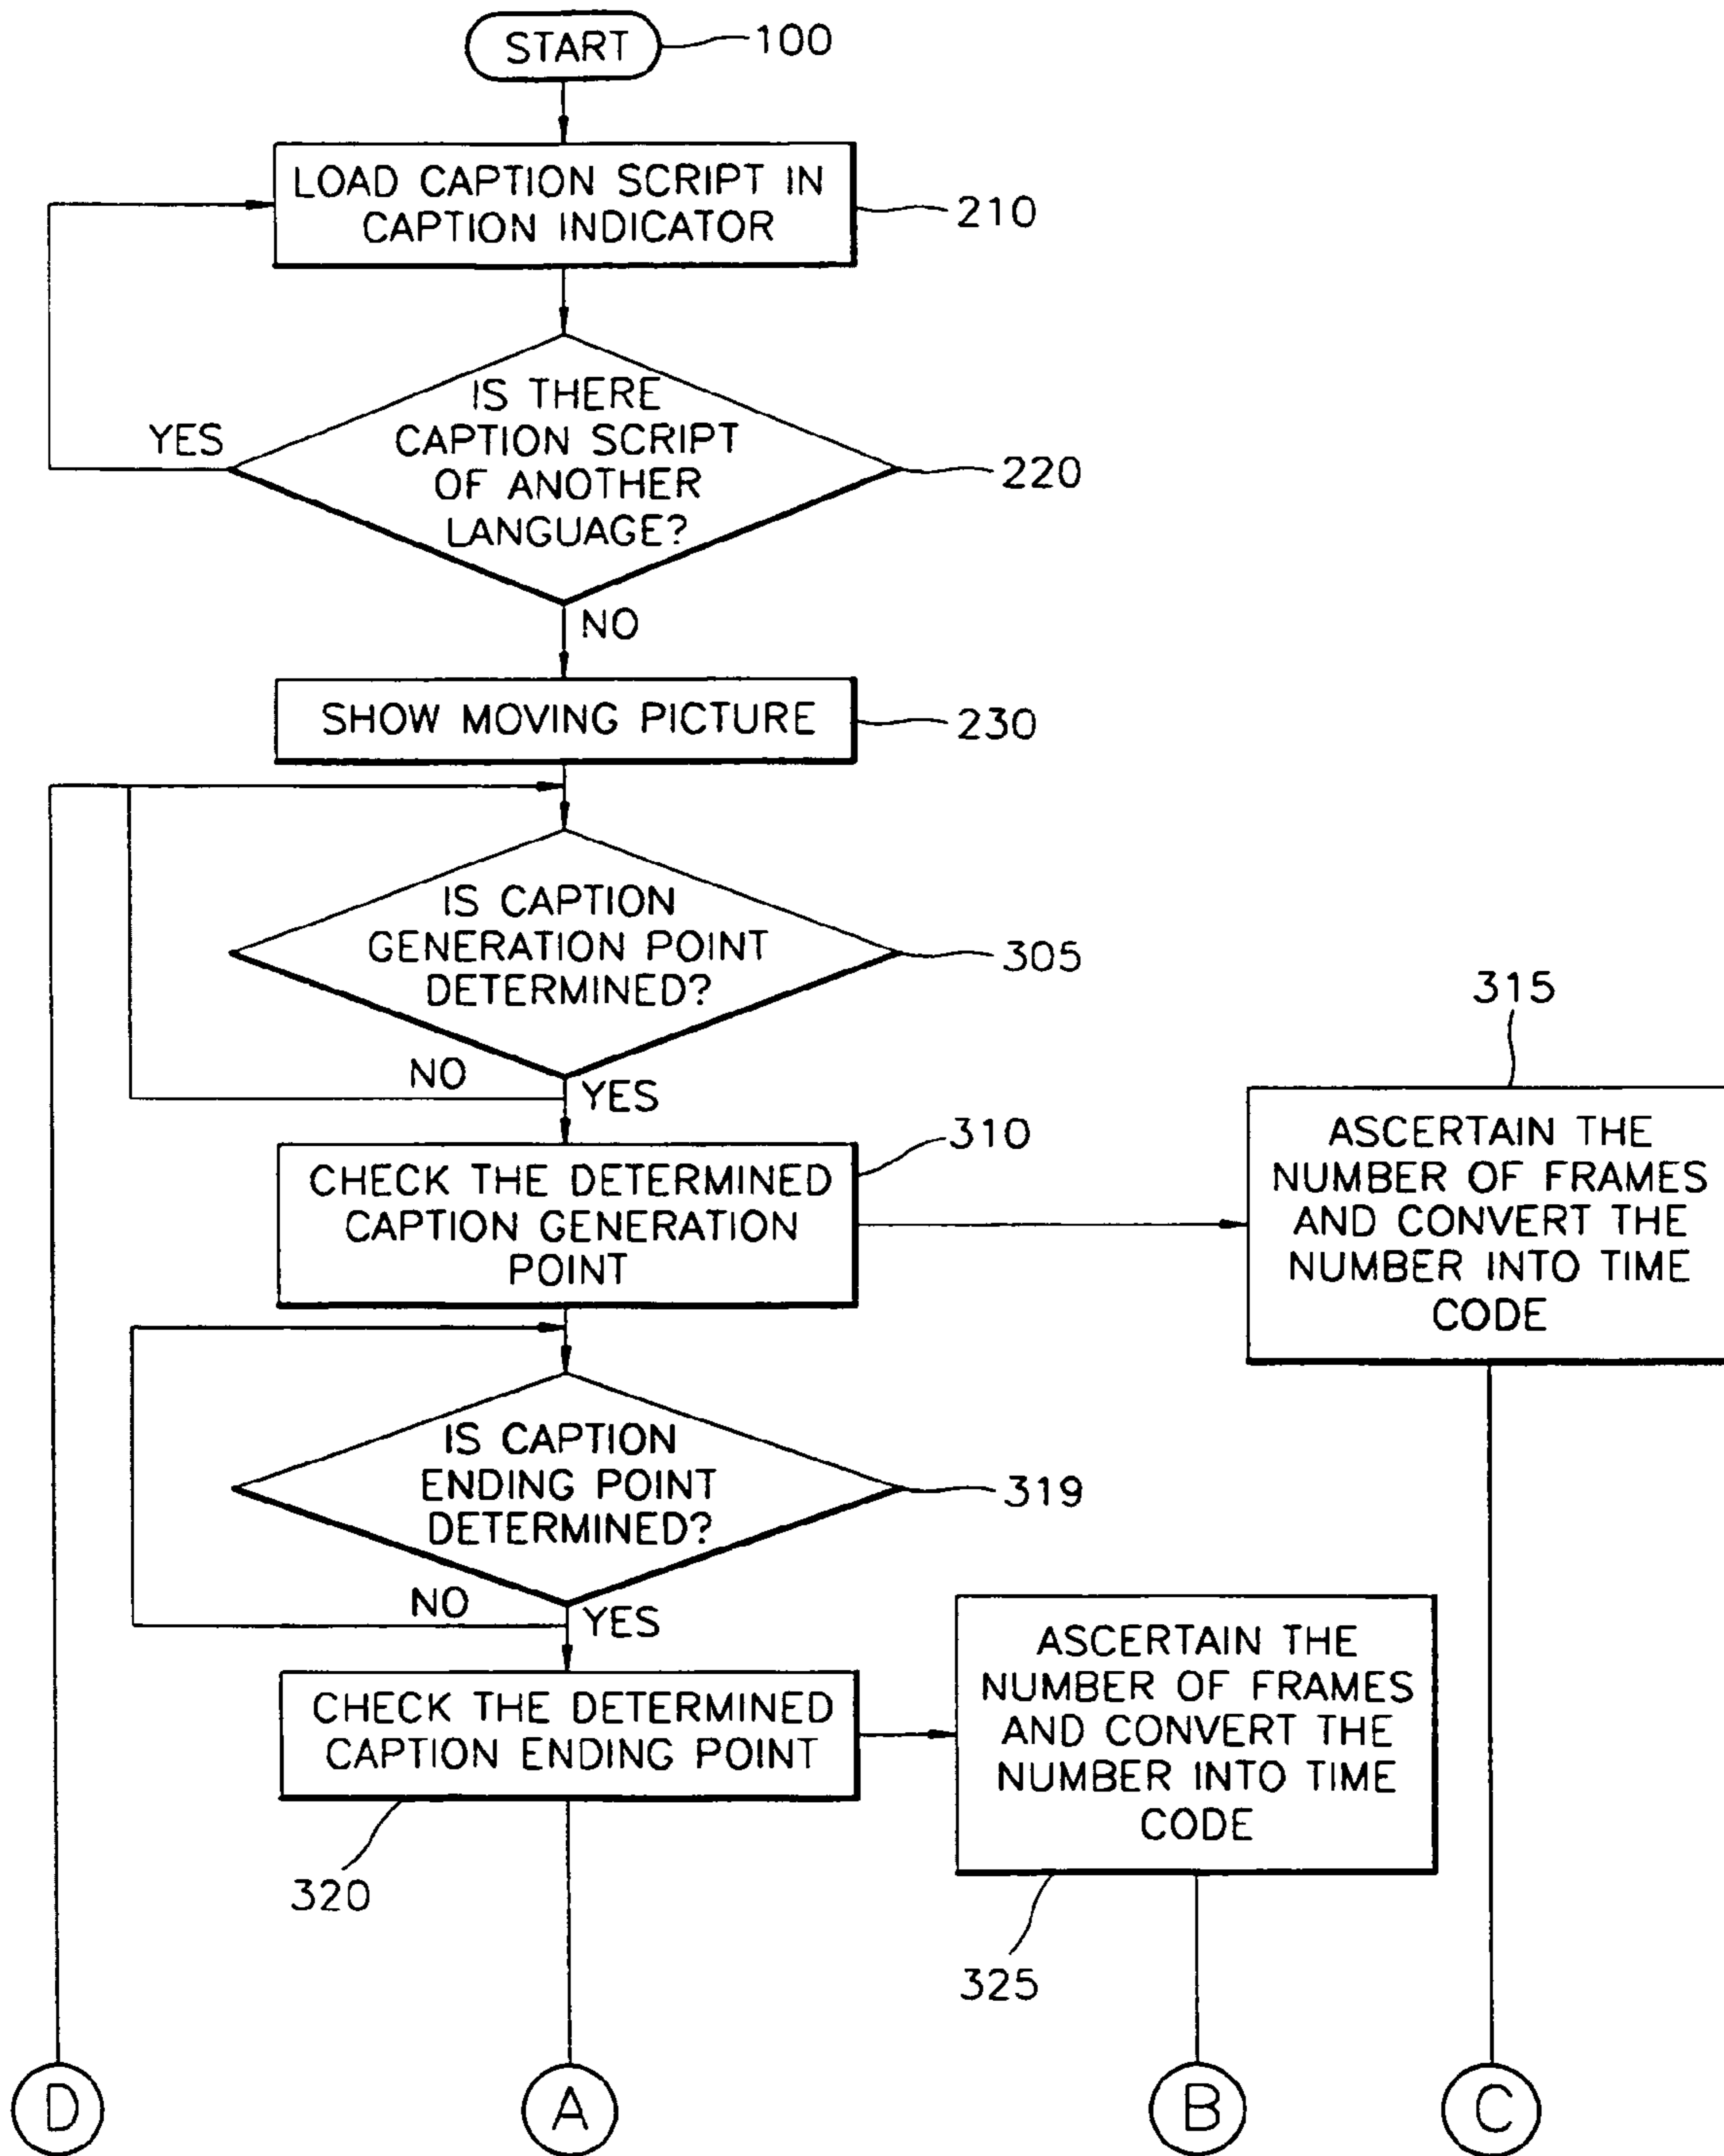 START
100
LOAD CAPTION SCRIPT IN
CAPTION INDICATOR
210
IS THERE
CAPTION SCRIPT
OF ANOTHER
LANGUAGE?
YES
220
NO
SHOW MOVING PICTURE
230
IS CAPTION
GENERATION POINT
DETERMINED?
305
NO
YES
CHECK THE DETERMINED
CAPTION GENERATION
POINT
310
315
ASCERTAIN THE
NUMBER OF FRAMES
AND CONVERT THE
NUMBER INTO TIME
CODE
IS CAPTION
ENDING POINT
DETERMINED?
319
NO
YES
CHECK THE DETERMINED
CAPTION ENDING POINT
320
ASCERTAIN THE
NUMBER OF FRAMES
AND CONVERT THE
NUMBER INTO TIME
CODE
325
D
A
B
C